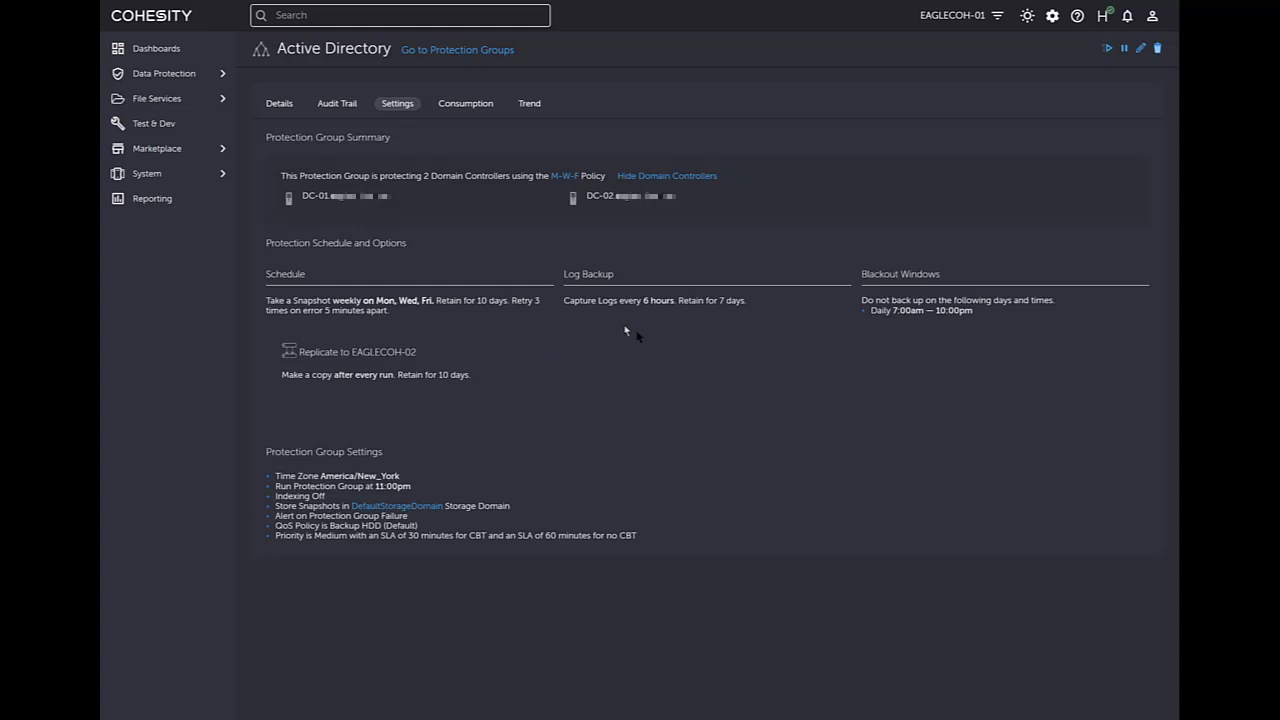 COHESITY
Search
EAGLECOH-01
H
Dashboards
Data Protection
File Services
Test & Dev
Marketplace
System
Reporting
Active Directory Go to Protection Groups
Details Audit Trail Settings Consumption Trend
Protection Group Summary
This Protection Group is protecting 2 Domain Controllers using the M-W-F Policy Hide Domain Controllers
DC-01. DC-02.
Protection Schedule and Options
Schedule
Take a Snapshot weekly on Mon, Wed, Fri. Retain for 10 days. Retry 3
times on error 5 minutes apart.
Replicate to EAGLECOH-02
Make a copy after every run. Retain for 10 days.
Log Backup
Capture Logs every 6 hours. Retain for 7 days.
Blackout Windows
Do not back up on the following days and times.
• Daily 7:00am — 10:00pm
Protection Group Settings
• Time Zone America/New_York
• Run Protection Group at 11:00pm
• Indexing Off
• Store Snapshots in DefaultStorageDomain Storage Domain
• Alert on Protection Group Failure
• QoS Policy is Backup HDD (Default)
• Priority is Medium with an SLA of 30 minutes for CBT and an SLA of 60 minutes for no CBT